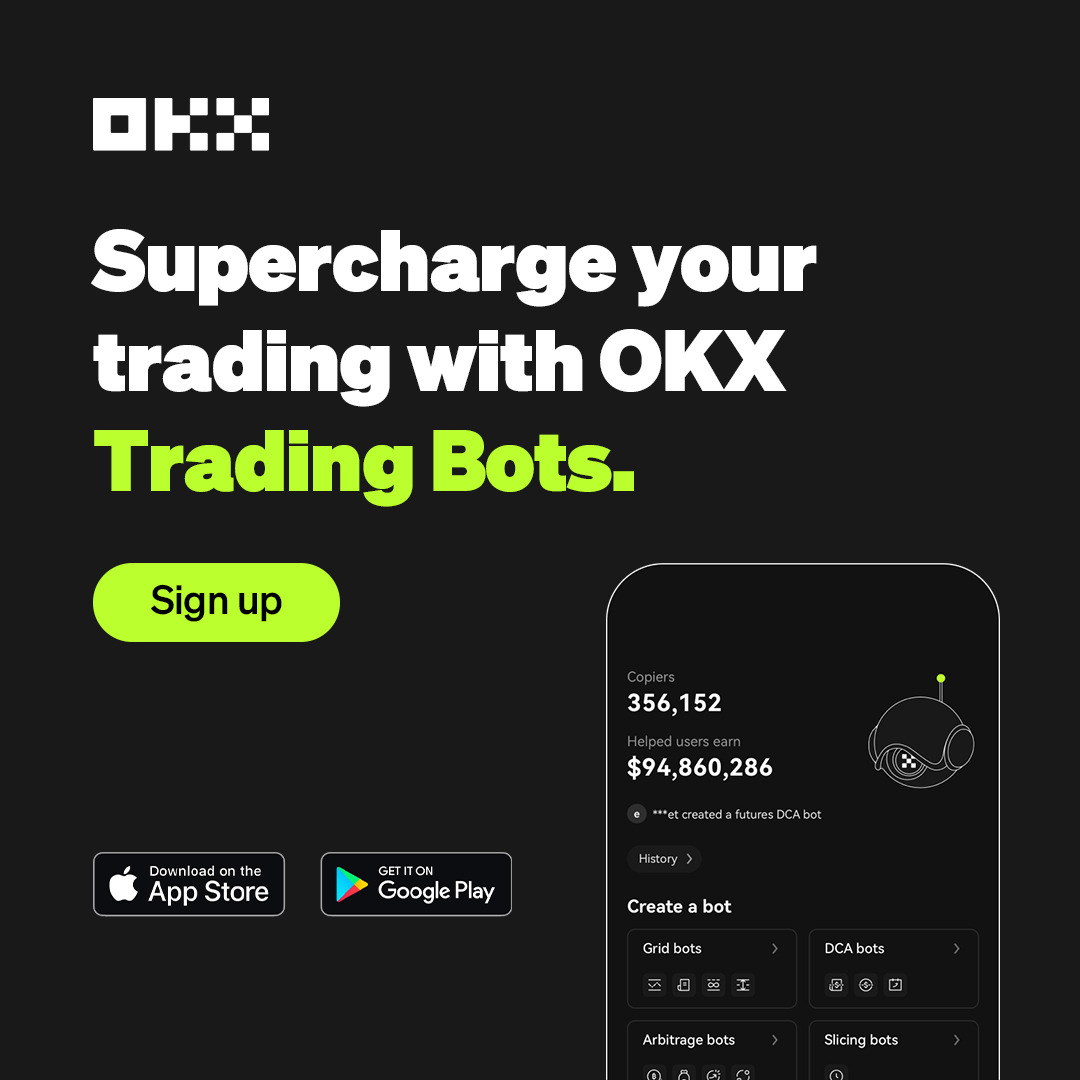 OKX
Supercharge your
trading with OKX
Trading Bots.
Sign up
Download on the
App Store
GET IT ON
Google Play
Copiers
356,152
Helped users earn
$94,860,286
e ***et created a futures DCA bot
History
Create a bot
Grid bots
DCA bots
Arbitrage bots
Slicing bots